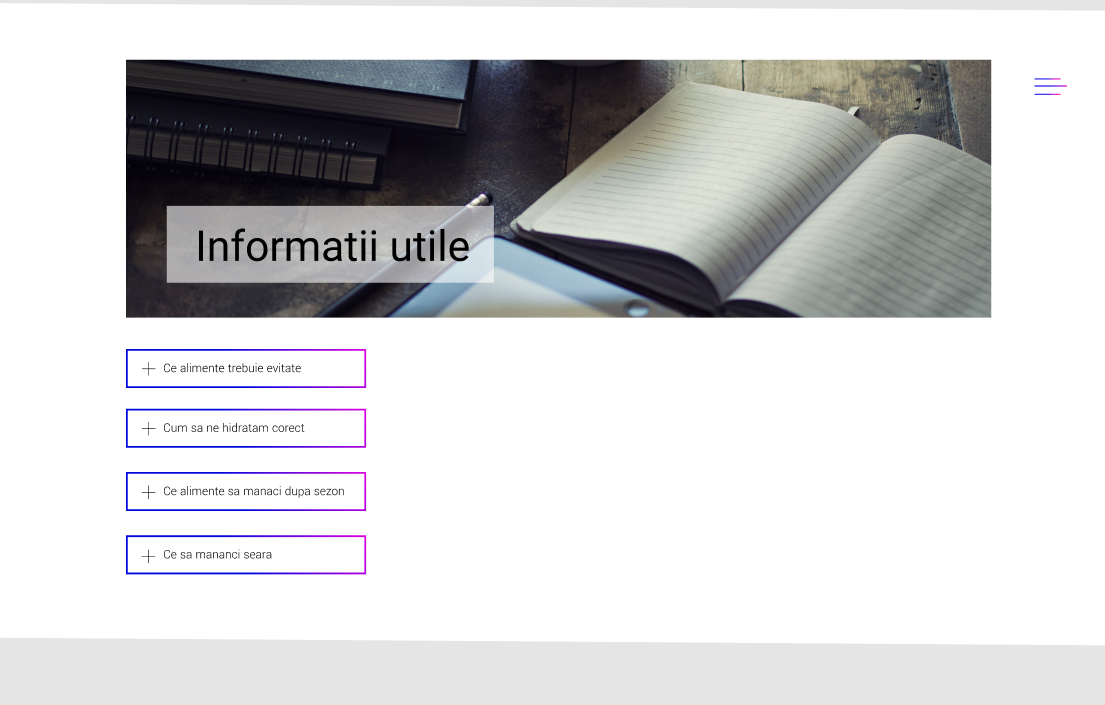 Informatii utile
Ce alimente trebuie evitate
Cum sa ne hidratam corect
Ce alimente sa manaci dupa sezon
Ce sa mananci seara